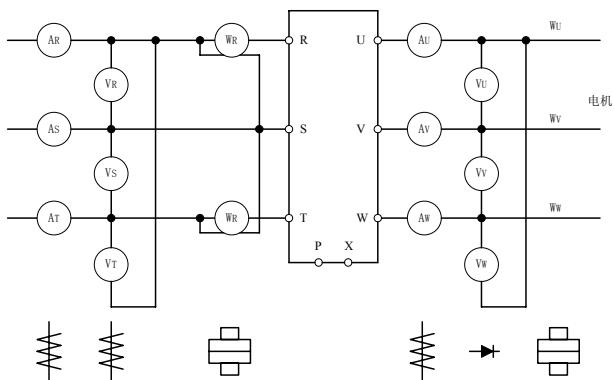 AR WR R U AU WU
VR VU
电机
AS S V AV WV
VS VV
AT WR T W AW WW
P X
VT VW